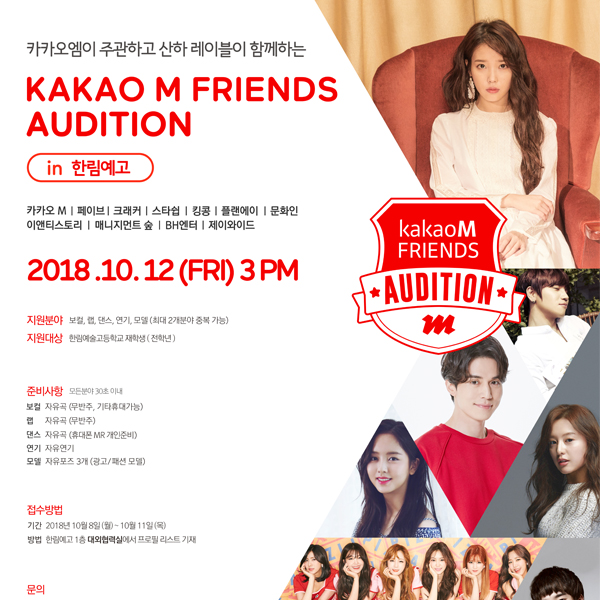 카카오엠이 주관하고 산하 레이블이 함께하는
KAKAO M FRIENDS
AUDITION
in 한림예고
카카오 M | 페이브 | 크래커 | 스타쉽 | 킹콩 | 플랜에이 | 문화인
이앤티스토리 | 매니지먼트 숲 | BH엔터 | 제이와이드
2018 .10. 12 (FRI) 3 PM
지원분야 보컬, 랩, 댄스, 연기, 모델 (최대 2개분야 중복 가능)
지원대상 한림예술고등학교 재학생 ( 전학년 )
준비사항 모든분야 30초 이내
보컬 자유곡 (무반주, 기타휴대가능)
랩 자유곡 (무반주)
댄스 자유곡 (휴대폰 MR 개인준비)
연기 자유연기
모델 자유포즈 3개 (광고/패션 모델)
접수방법
기간 2018년 10월 8일 (월) ~ 10월 11일 (목)
방법 한림예고 1층 대외협력실에서 프로필 리스트 기재
문의
kakaoM
FRIENDS
AUDITION
m